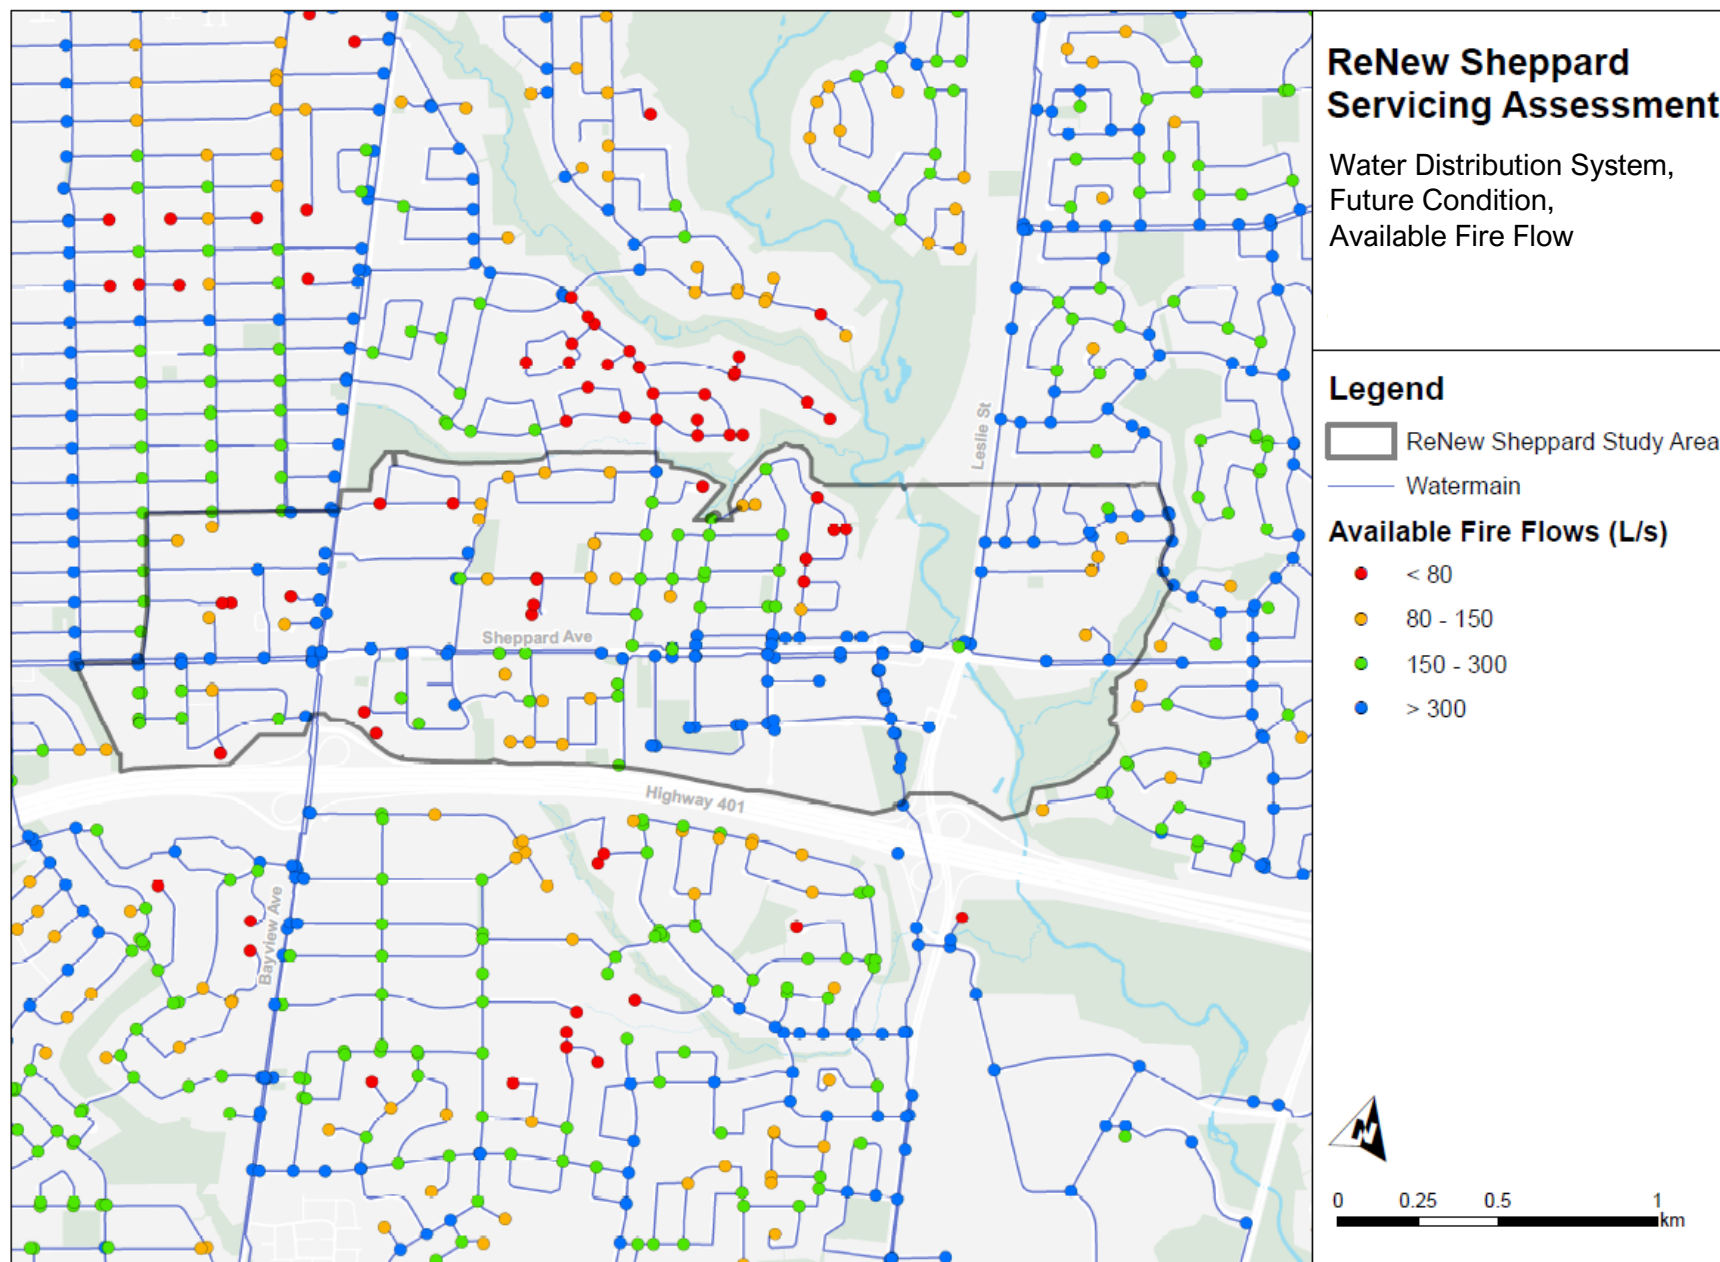 ReNew Sheppard
Servicing Assessment
Water Distribution System,
Future Condition,
Available Fire Flow
Legend
ReNew Sheppard Study Area
Watermain
Available Fire Flows (L/s)
< 80
80 - 150
150 - 300
> 300
N
0 0.25 0.5 1
km
Leslie St
Sheppard Ave
Highway 401
Bayview Ave